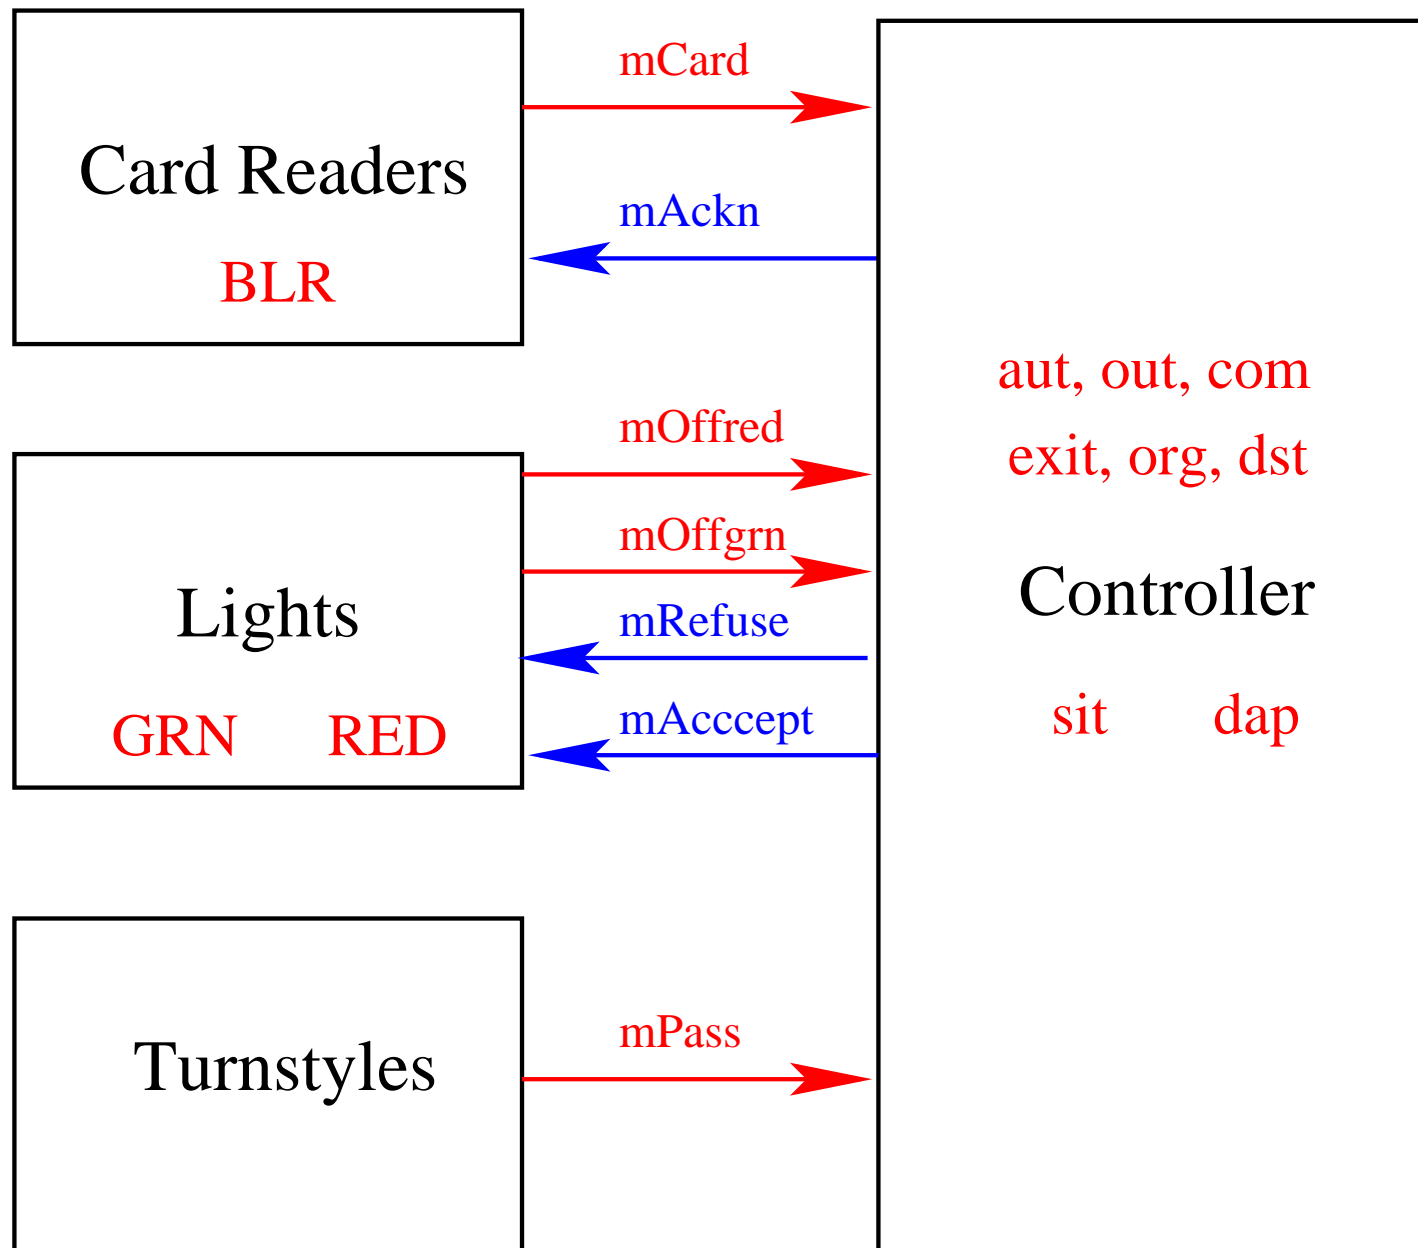 mCard
Card Readers
mAckn
BLR
aut, out, com
mOffred
exit, org, dst
mOffgrn
Lights
Controller
mRefuse
GRN RED
mAcccept
sit dap
mPass
Turnstyles